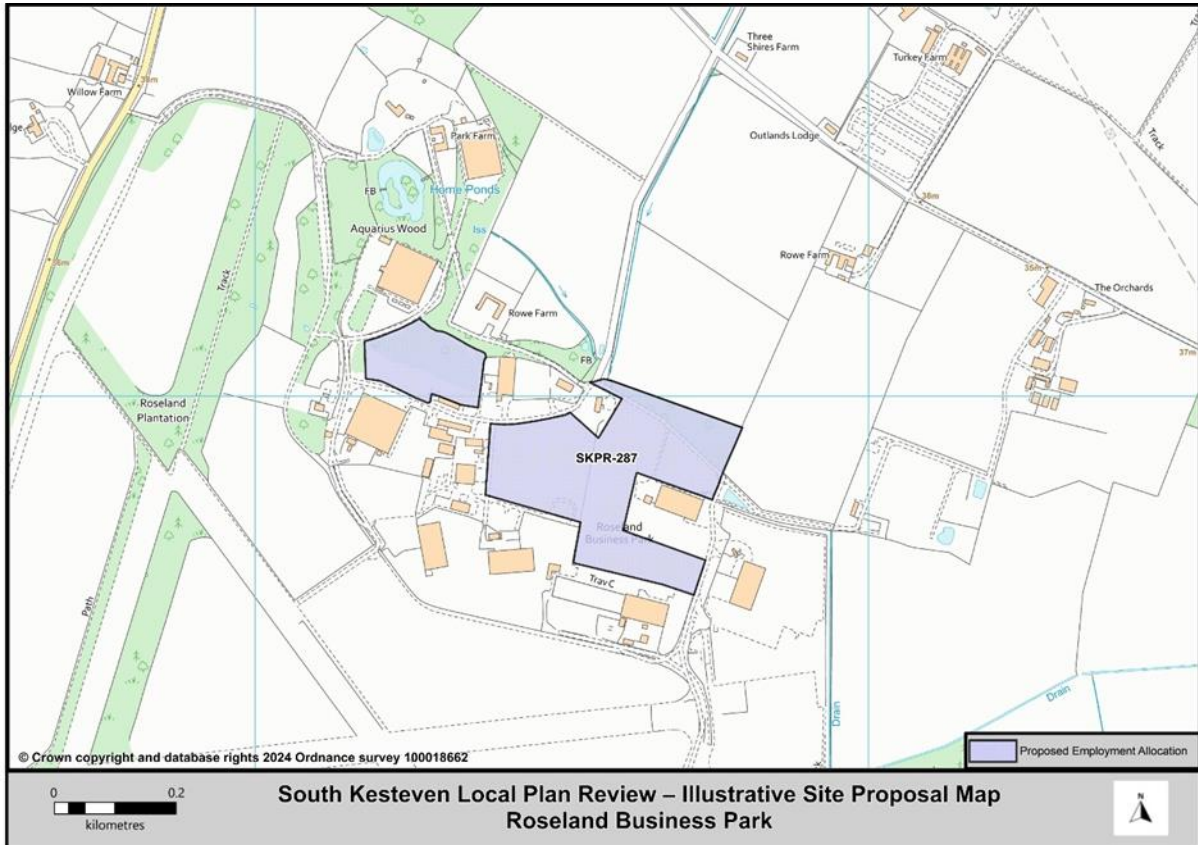 Three
Shires Farm
Turkey Farm
Willow Farm
38m
Track
Outlands Lodge
Park Farm
FB
Home Ponds
Iss
Aquarius Wood
38m
Rowe Farm
Track
Rowe Farm
The Orchards
FB
37m
Roseland
Plantation
SKPR-287
Roseland
Business Park
Trav C
Path
Drain
Drain
© Crown copyright and database rights 2024 Ordnance survey 100018662
Proposed Employment Allocation
0 0.2
kilometres
South Kesteven Local Plan Review – Illustrative Site Proposal Map
Roseland Business Park
N